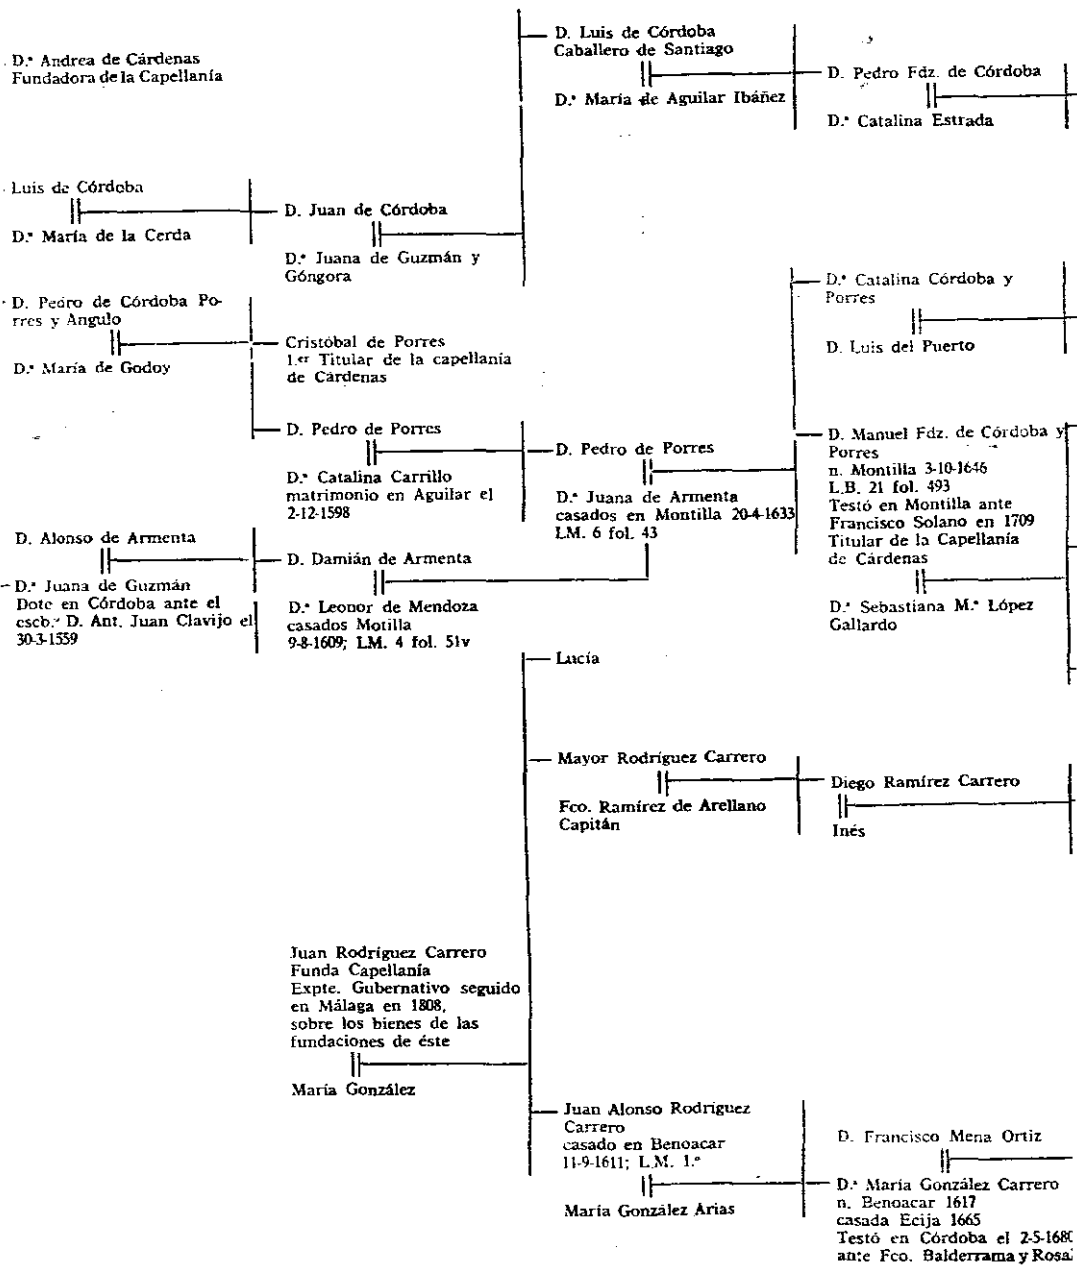 D.ª Andrea de Cárdenas
Fundadora de la Capellanía
Luis de Córdoba
D.ª María de la Cerda
D. Pedro de Córdoba Po-
rres y Angulo
D.ª María de Godoy
D. Alonso de Armenta
D.ª Juana de Guzmán
Dote en Córdoba ante el
escb.º D. Ant. Juan Clavijo el
30-3-1559
D. Juan de Córdoba
D.ª Juana de Guzmán y
Góngora
Cristóbal de Porres
1.er Titular de la capellanía
de Cárdenas
D. Pedro de Porres
D.ª Catalina Carrillo
matrimonio en Aguilar el
2-12-1598
D. Damián de Armenta
D.ª Leonor de Mendoza
casados Motilla
9-8-1609; LM. 4 fol. 51v
Juan Rodríguez Carrero
Funda Capellanía
Expte. Gubernativo seguido
en Málaga en 1808,
sobre los bienes de las
fundaciones de éste
María González
D. Luis de Córdoba
Caballero de Santiago
D.ª María de Aguilar Ibáñez
D. Pedro de Porres
D.ª Juana de Armenta
casados en Montilla 20-4-1633
LM. 6 fol. 43
Lucía
Mayor Rodríguez Carrero
Fco. Ramírez de Arellano
Capitán
Juan Alonso Rodríguez
Carrero
casado en Benoacar
11-9-1611; L.M. 1.º
María González Arias
D. Pedro Fdz. de Córdoba
D.ª Catalina Estrada
D.ª Catalina Córdoba y
Porres
D. Luis del Puerto
D. Manuel Fdz. de Córdoba y
Porres
n. Montilla 3-10-1646
L.B. 21 fol. 493
Testó en Montilla ante
Francisco Solano en 1709
Titular de la Capellanía
de Cárdenas
D.ª Sebastiana M.ª López
Gallardo
Diego Ramírez Carrero
Inés
D. Francisco Mena Ortiz
D.ª María González Carrero
n. Benoacar 1617
casada Ecija 1665
Testó en Córdoba el 2-5-168
ante Fco. Balderrama y Rosa